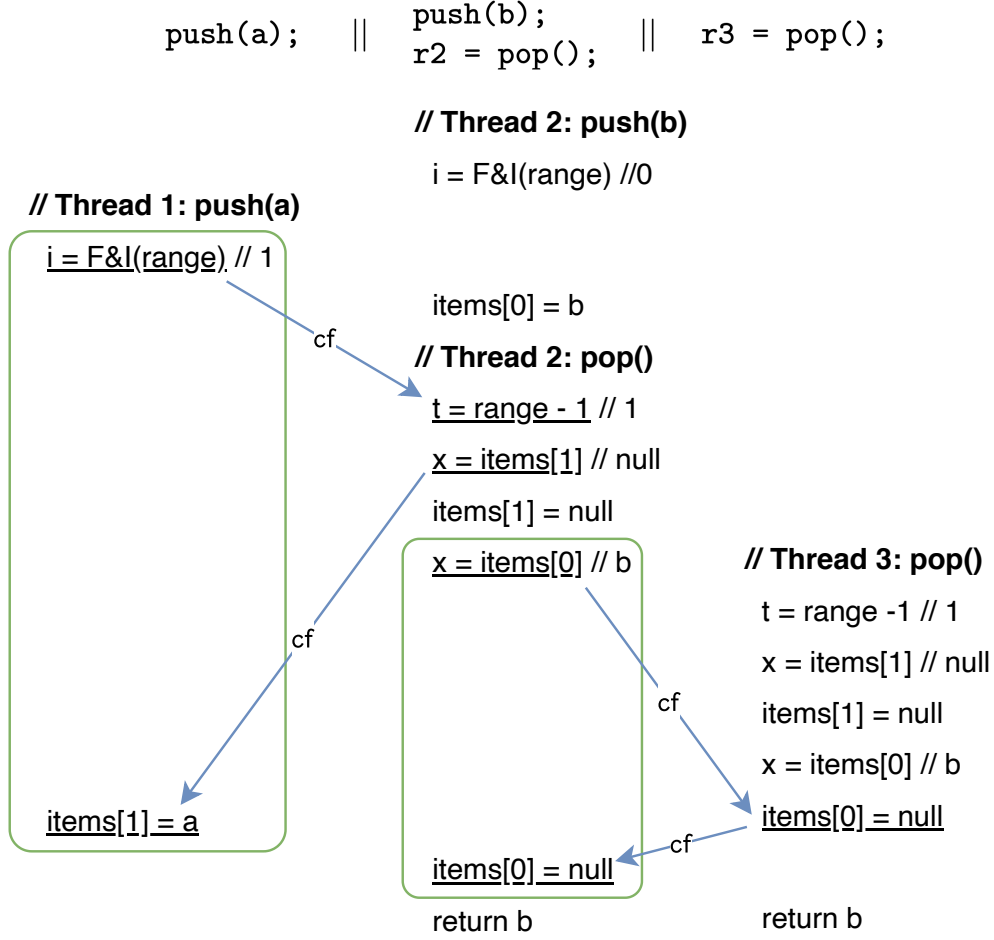 push(a); || push(b); || r3 = pop();
r2 = pop();
// Thread 2: push(b)
i = F&I(range) //0
// Thread 1: push(a)
i = F&I(range) // 1
items[0] = b
cf
// Thread 2: pop()
t = range - 1 // 1
x = items[1] // null
items[1] = null
x = items[0] // b
// Thread 3: pop()
t = range -1 // 1
cf
x = items[1] // null
cf
items[1] = null
x = items[0] // b
items[1] = a
items[0] = null
cf
items[0] = null
return b
return b